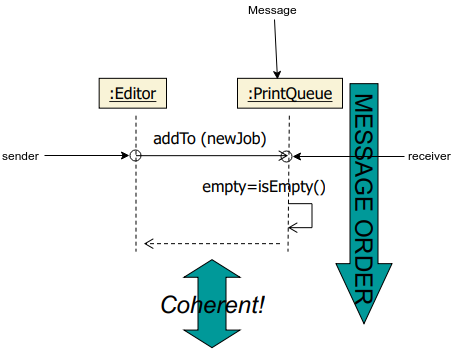 Message
:Editor
:PrintQueue
addTo (newJob)
sender
receiver
empty=isEmpty()
MESSAGE ORDER
Coherent!